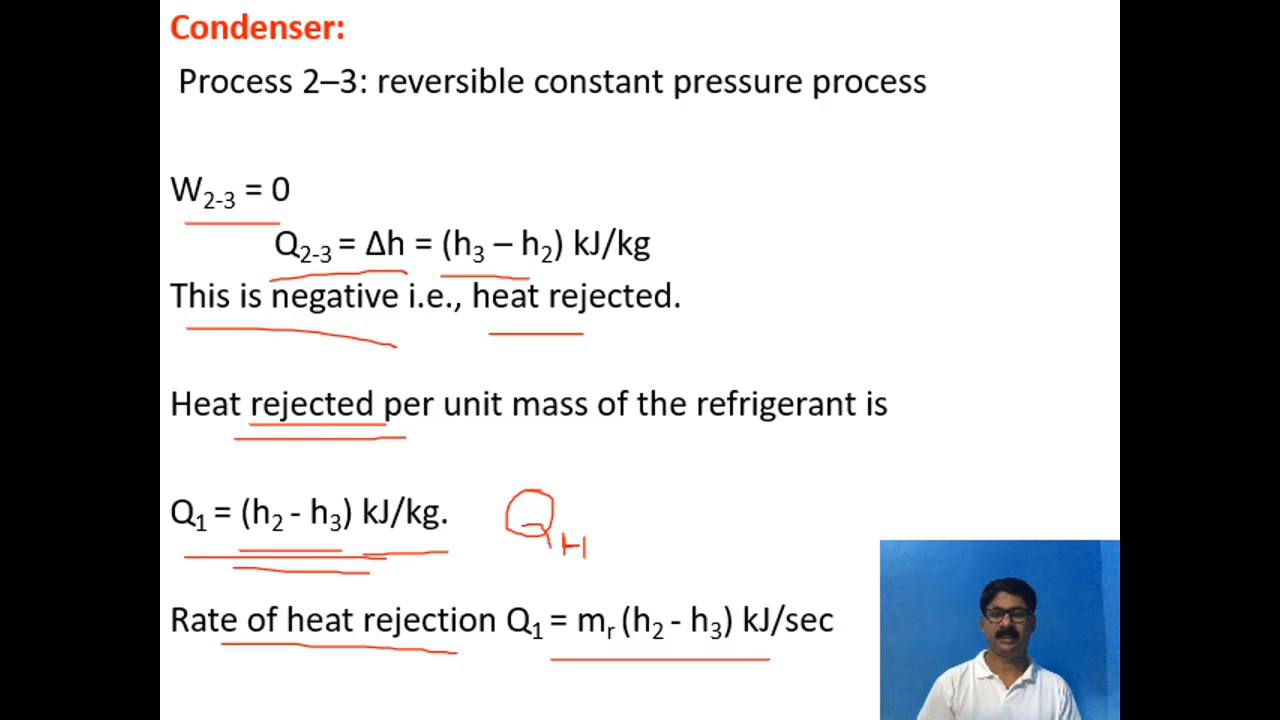 Condenser:
Process 2–3: reversible constant pressure process
W₂₋₃ = 0
Q₂₋₃ = Δh = (h₃ – h₂) kJ/kg
This is negative i.e., heat rejected.
Heat rejected per unit mass of the refrigerant is
Q₁ = (h₂ - h₃) kJ/kg. Q_H
Rate of heat rejection Q₁ = mᵣ (h₂ - h₃) kJ/sec